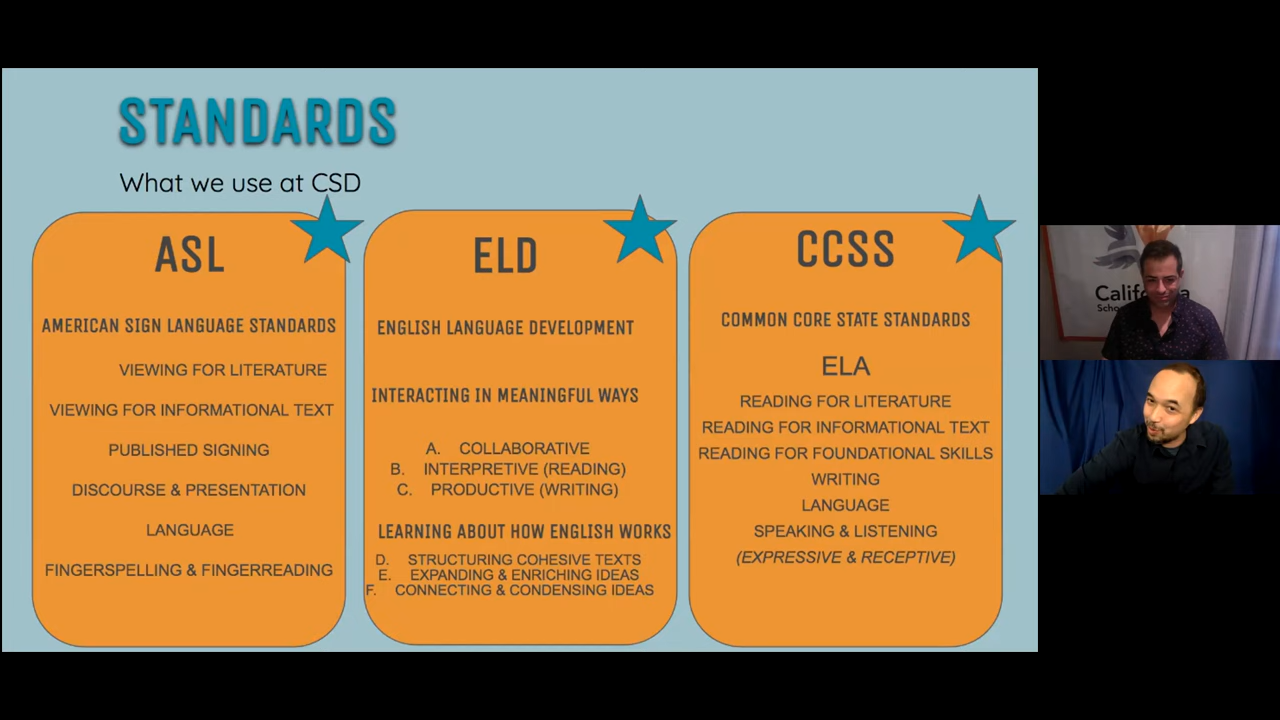 STANDARDS
What we use at CSD
ASL
AMERICAN SIGN LANGUAGE STANDARDS
VIEWING FOR LITERATURE
VIEWING FOR INFORMATIONAL TEXT
PUBLISHED SIGNING
DISCOURSE & PRESENTATION
LANGUAGE
FINGERSPELLING & FINGERREADING
ELD
ENGLISH LANGUAGE DEVELOPMENT
INTERACTING IN MEANINGFUL WAYS
A. COLLABORATIVE
B. INTERPRETIVE (READING)
C. PRODUCTIVE (WRITING)
LEARNING ABOUT HOW ENGLISH WORKS
D. STRUCTURING COHESIVE TEXTS
E. EXPANDING & ENRICHING IDEAS
F. CONNECTING & CONDENSING IDEAS
CCSS
COMMON CORE STATE STANDARDS
ELA
READING FOR LITERATURE
READING FOR INFORMATIONAL TEXT
READING FOR FOUNDATIONAL SKILLS
WRITING
LANGUAGE
SPEAKING & LISTENING
(EXPRESSIVE & RECEPTIVE)